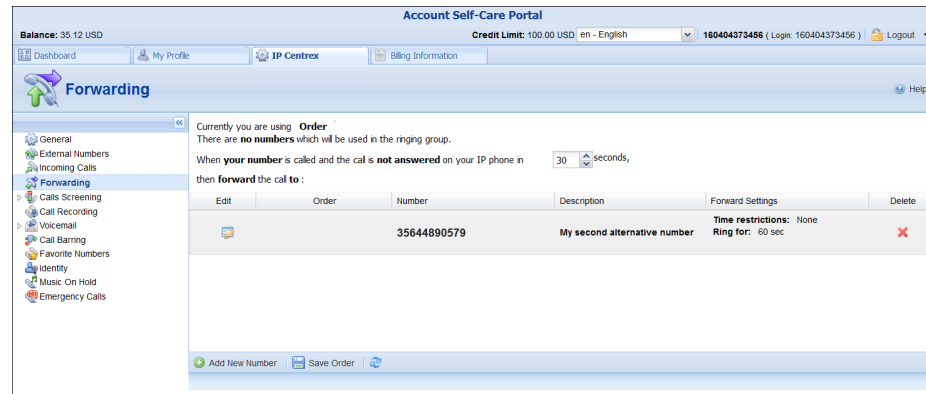 Account Self-Care Portal
Balance: 35.12 USD
Credit Limit: 100.00 USD en - English 160404373456 ( Login: 160404373456 ) Logout
Dashboard My Profile IP Centrex Billing Information
Forwarding
Help
General
External Numbers
Incoming Calls
Forwarding
Calls Screening
Call Recording
Voicemail
Call Barring
Favorite Numbers
Identity
Music On Hold
Emergency Calls
Currently you are using Order
There are no numbers which will be used in the ringing group.
When your number is called and the call is not answered on your IP phone in 30 seconds,
then forward the call to :
Edit Order Number Description Forward Settings Delete
35644890579 My second alternative number Time restrictions: None
Ring for: 60 sec
Add New Number Save Order